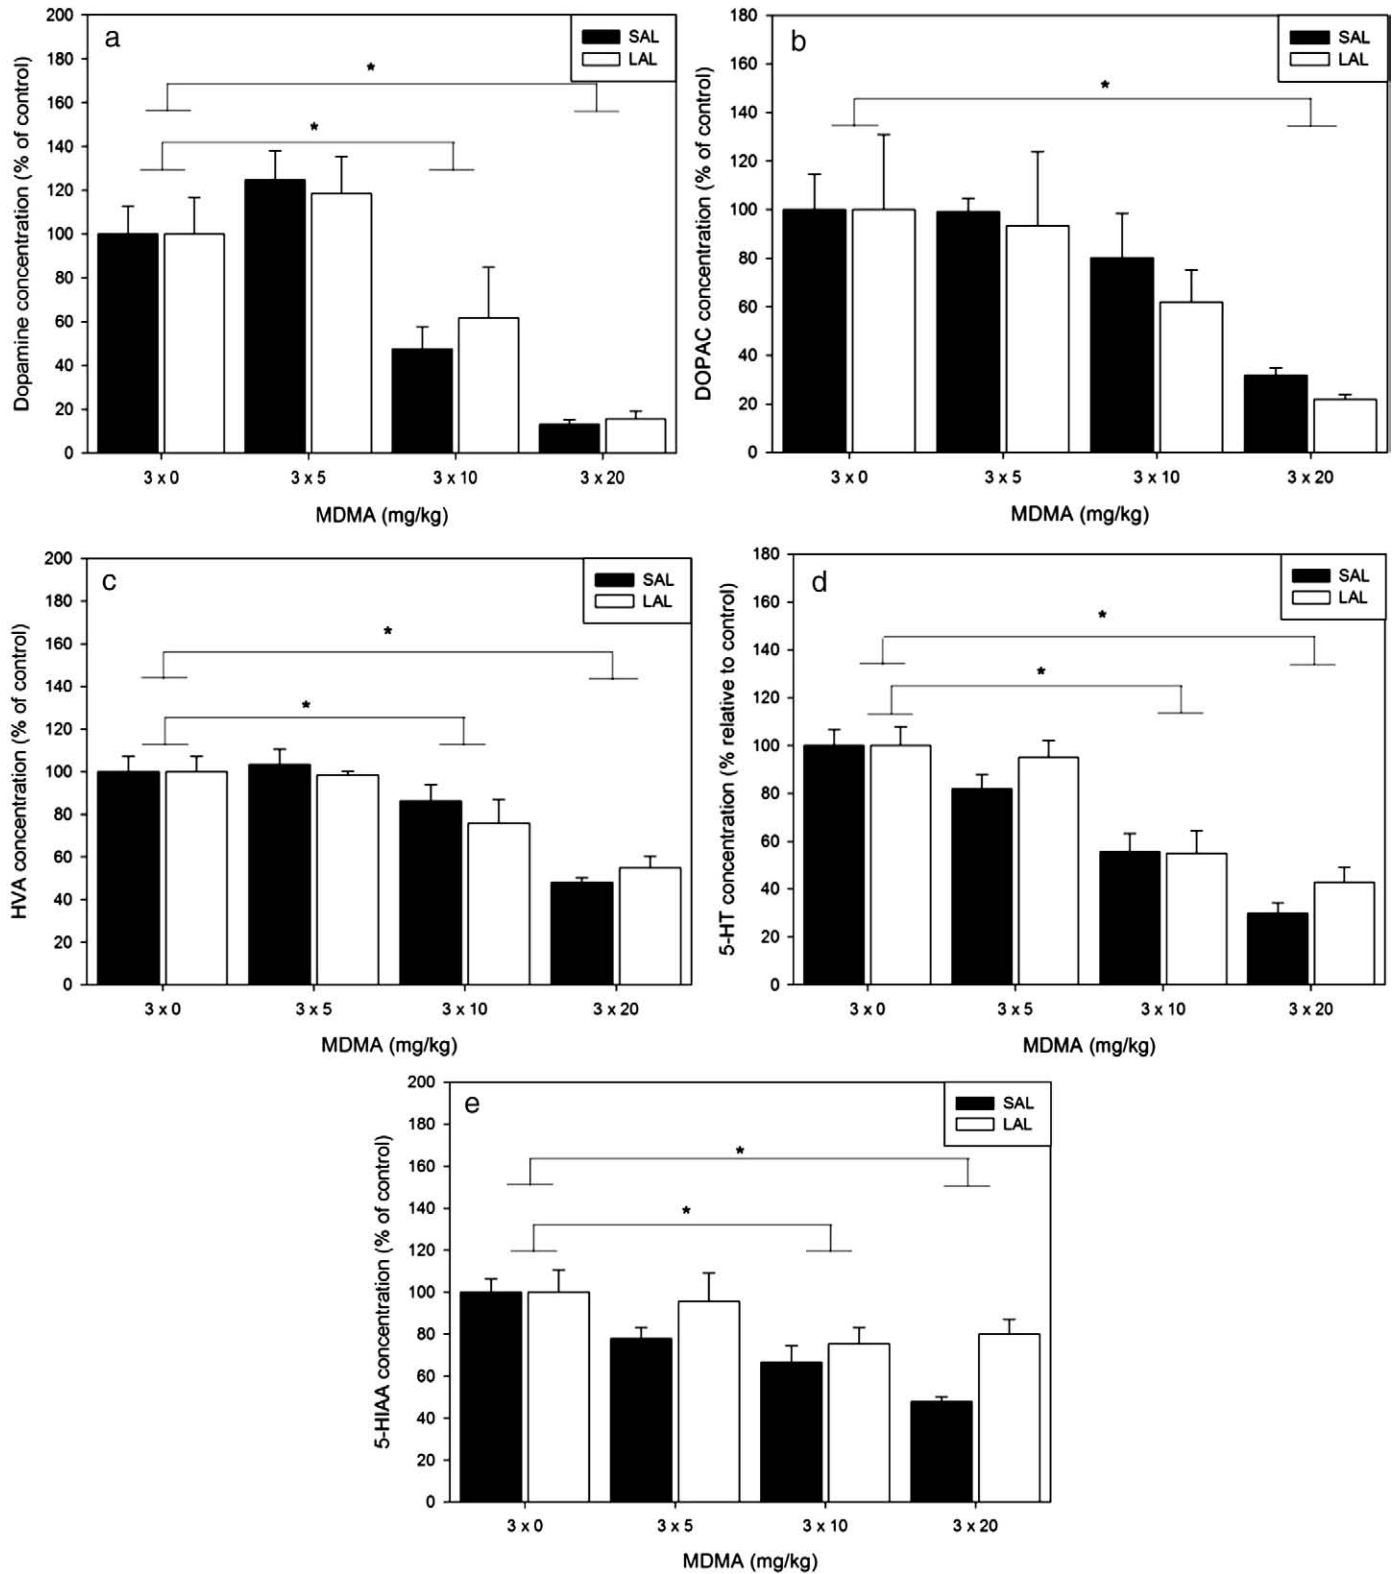 a
SAL
LAL
*
*
Dopamine concentration (% of control)
200
180
160
140
120
100
80
60
40
20
0
3 x 0
3 x 5
3 x 10
3 x 20
MDMA (mg/kg)
b
SAL
LAL
*
DOPAC concentration (% of control)
180
160
140
120
100
80
60
40
20
0
3 x 0
3 x 5
3 x 10
3 x 20
MDMA (mg/kg)
c
SAL
LAL
*
*
HVA concentration (% of control)
200
180
160
140
120
100
80
60
40
20
0
3 x 0
3 x 5
3 x 10
3 x 20
MDMA (mg/kg)
d
SAL
LAL
*
*
5-HT concentration (% relative to control)
180
160
140
120
100
80
60
40
20
0
3 x 0
3 x 5
3 x 10
3 x 20
MDMA (mg/kg)
e
SAL
LAL
*
*
5-HIAA concentration (% of control)
200
180
160
140
120
100
80
60
40
20
0
3 x 0
3 x 5
3 x 10
3 x 20
MDMA (mg/kg)